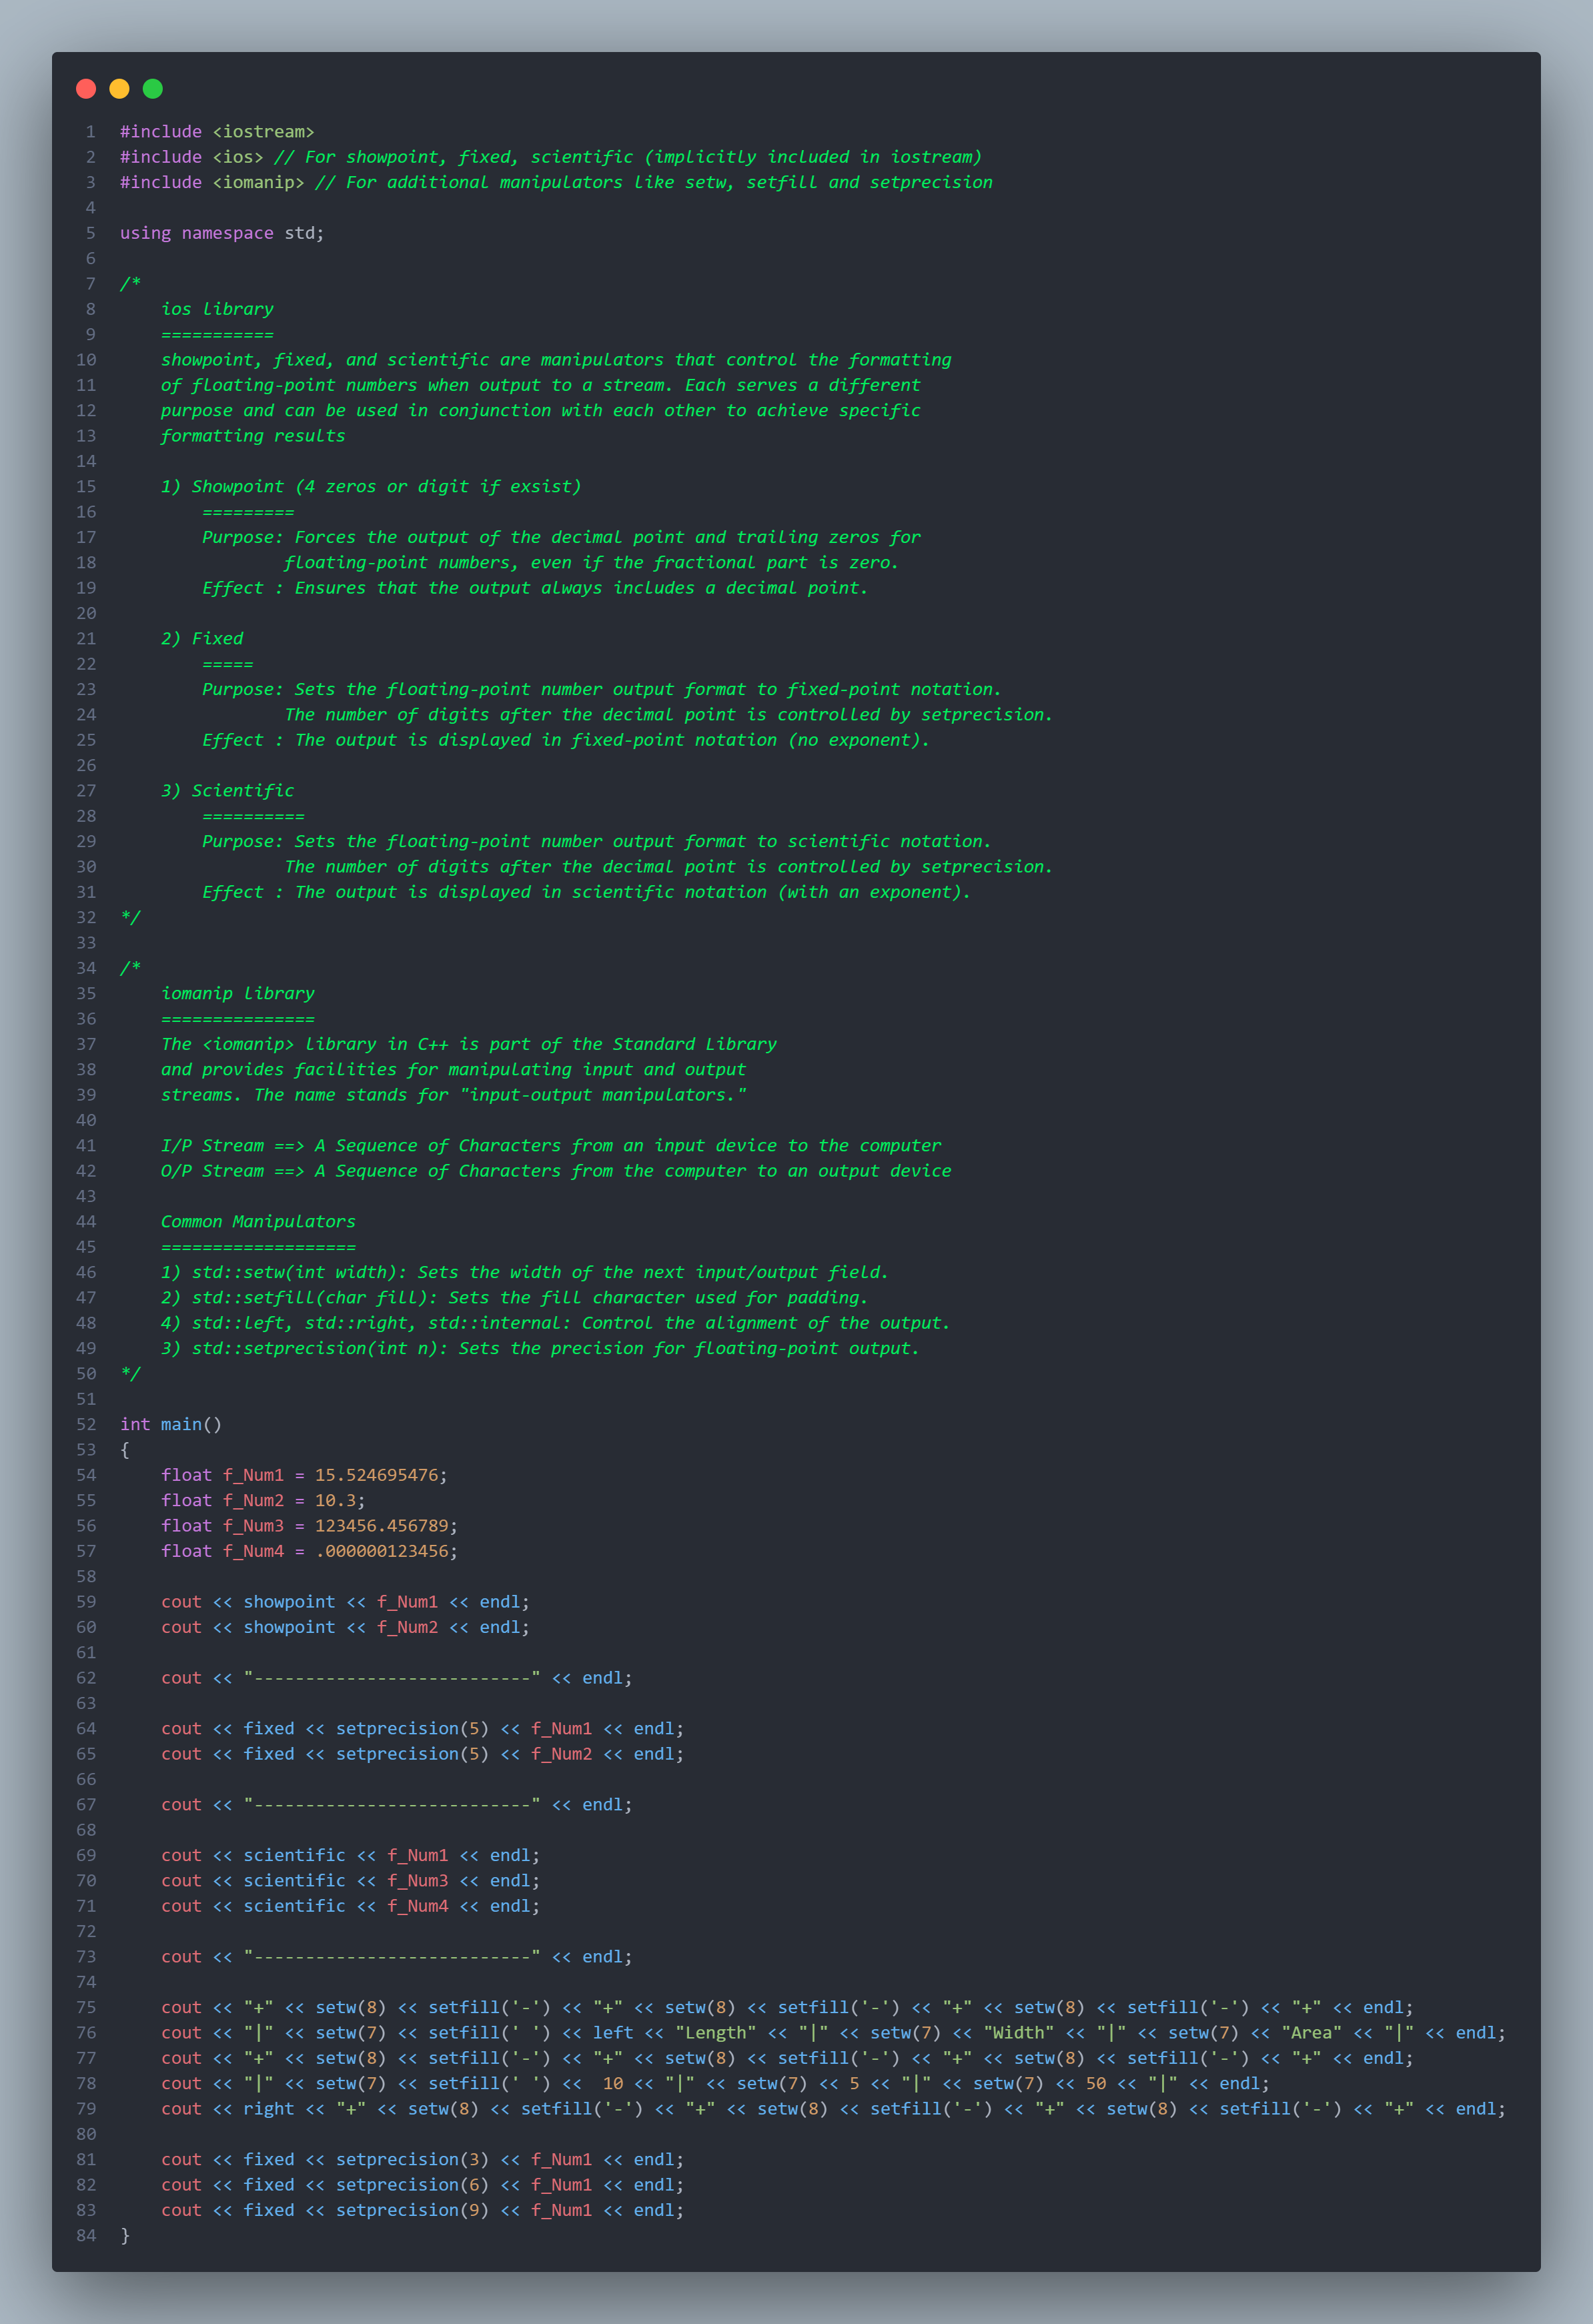 1 #include <iostream>
2 #include <ios> // For showpoint, fixed, scientific (implicitly included in iostream)
3 #include <iomanip> // For additional manipulators like setw, setfill and setprecision
4
5 using namespace std;
6
7 /*
8     ios library
9     ===========
10     showpoint, fixed, and scientific are manipulators that control the formatting
11     of floating-point numbers when output to a stream. Each serves a different
12     purpose and can be used in conjunction with each other to achieve specific
13     formatting results
14
15     1) Showpoint (4 zeros or digit if exsist)
16         =========
17         Purpose: Forces the output of the decimal point and trailing zeros for
18                 floating-point numbers, even if the fractional part is zero.
19         Effect : Ensures that the output always includes a decimal point.
20
21     2) Fixed
22         =====
23         Purpose: Sets the floating-point number output format to fixed-point notation.
24                 The number of digits after the decimal point is controlled by setprecision.
25         Effect : The output is displayed in fixed-point notation (no exponent).
26
27     3) Scientific
28         ==========
29         Purpose: Sets the floating-point number output format to scientific notation.
30                 The number of digits after the decimal point is controlled by setprecision.
31         Effect : The output is displayed in scientific notation (with an exponent).
32 */
33
34 /*
35     iomanip library
36     ===============
37     The <iomanip> library in C++ is part of the Standard Library
38     and provides facilities for manipulating input and output
39     streams. The name stands for "input-output manipulators."
40
41     I/P Stream ==> A Sequence of Characters from an input device to the computer
42     O/P Stream ==> A Sequence of Characters from the computer to an output device
43
44     Common Manipulators
45     ===================
46     1) std::setw(int width): Sets the width of the next input/output field.
47     2) std::setfill(char fill): Sets the fill character used for padding.
48     4) std::left, std::right, std::internal: Control the alignment of the output.
49     3) std::setprecision(int n): Sets the precision for floating-point output.
50 */
51
52 int main()
53 {
54     float f_Num1 = 15.524695476;
55     float f_Num2 = 10.3;
56     float f_Num3 = 123456.456789;
57     float f_Num4 = .000000123456;
58
59     cout << showpoint << f_Num1 << endl;
60     cout << showpoint << f_Num2 << endl;
61
62     cout << "---------------------------" << endl;
63
64     cout << fixed << setprecision(5) << f_Num1 << endl;
65     cout << fixed << setprecision(5) << f_Num2 << endl;
66
67     cout << "---------------------------" << endl;
68
69     cout << scientific << f_Num1 << endl;
70     cout << scientific << f_Num3 << endl;
71     cout << scientific << f_Num4 << endl;
72
73     cout << "---------------------------" << endl;
74
75     cout << "+" << setw(8) << setfill('-') << "+" << setw(8) << setfill('-') << "+" << setw(8) << setfill('-') << "+" << endl;
76     cout << "|" << setw(7) << setfill(' ') << left << "Length" << "|" << setw(7) << "Width" << "|" << setw(7) << "Area" << "|" << endl;
77     cout << "+" << setw(8) << setfill('-') << "+" << setw(8) << setfill('-') << "+" << setw(8) << setfill('-') << "+" << endl;
78     cout << "|" << setw(7) << setfill(' ') <<  10 << "|" << setw(7) << 5 << "|" << setw(7) << 50 << "|" << endl;
79     cout << right << "+" << setw(8) << setfill('-') << "+" << setw(8) << setfill('-') << "+" << setw(8) << setfill('-') << "+" << endl;
80
81     cout << fixed << setprecision(3) << f_Num1 << endl;
82     cout << fixed << setprecision(6) << f_Num1 << endl;
83     cout << fixed << setprecision(9) << f_Num1 << endl;
84 }